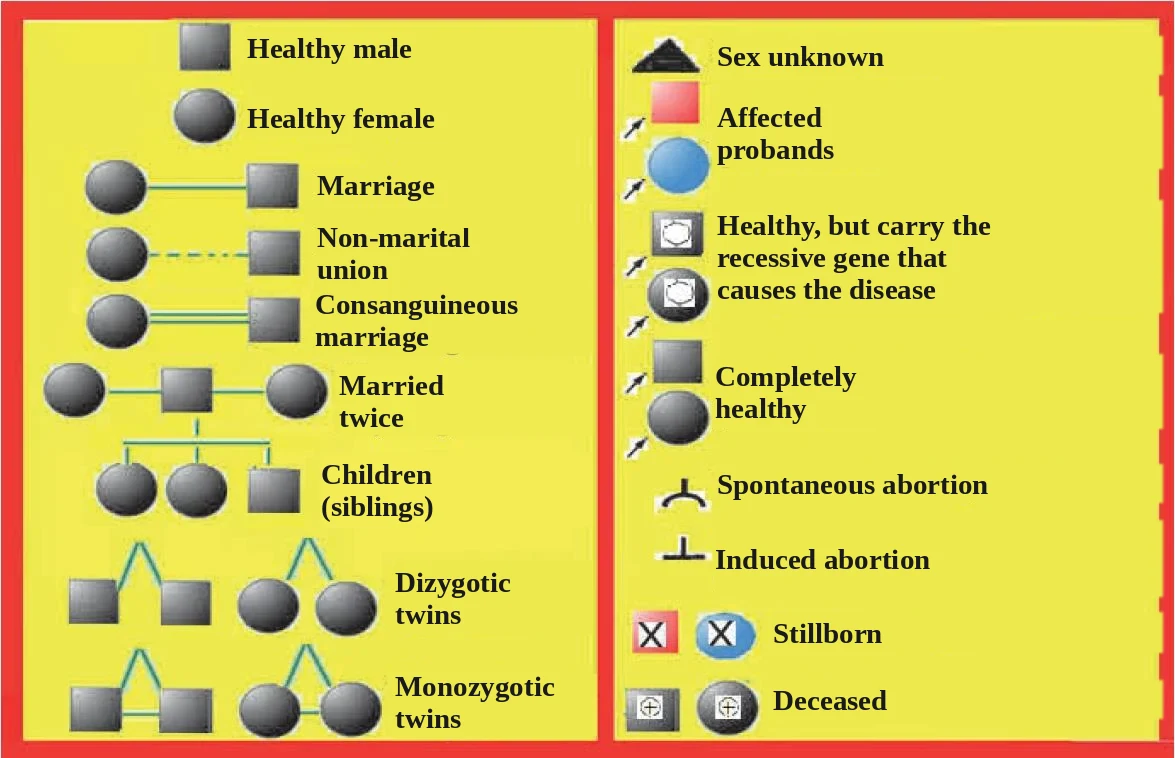 Healthy male
Healthy female
Marriage
Non-marital
union
Consanguineous
marriage
Married
twice
Children
(siblings)
Dizygotic
twins
Monozygotic
twins
Sex unknown
Affected
probands
Healthy, but carry the
recessive gene that
causes the disease
Completely
healthy
Spontaneous abortion
Induced abortion
Stillborn
Deceased